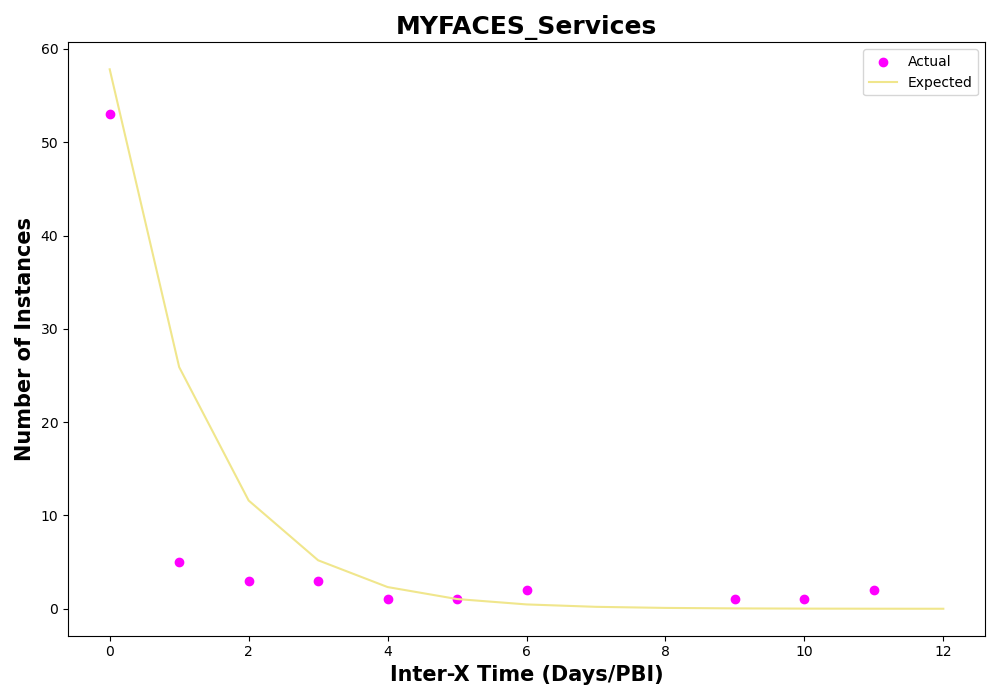 MYFACES_Services
Actual
Expected
Number of Instances
60
50
40
30
20
10
0
0 2 4 6 8 10 12
Inter-X Time (Days/PBI)